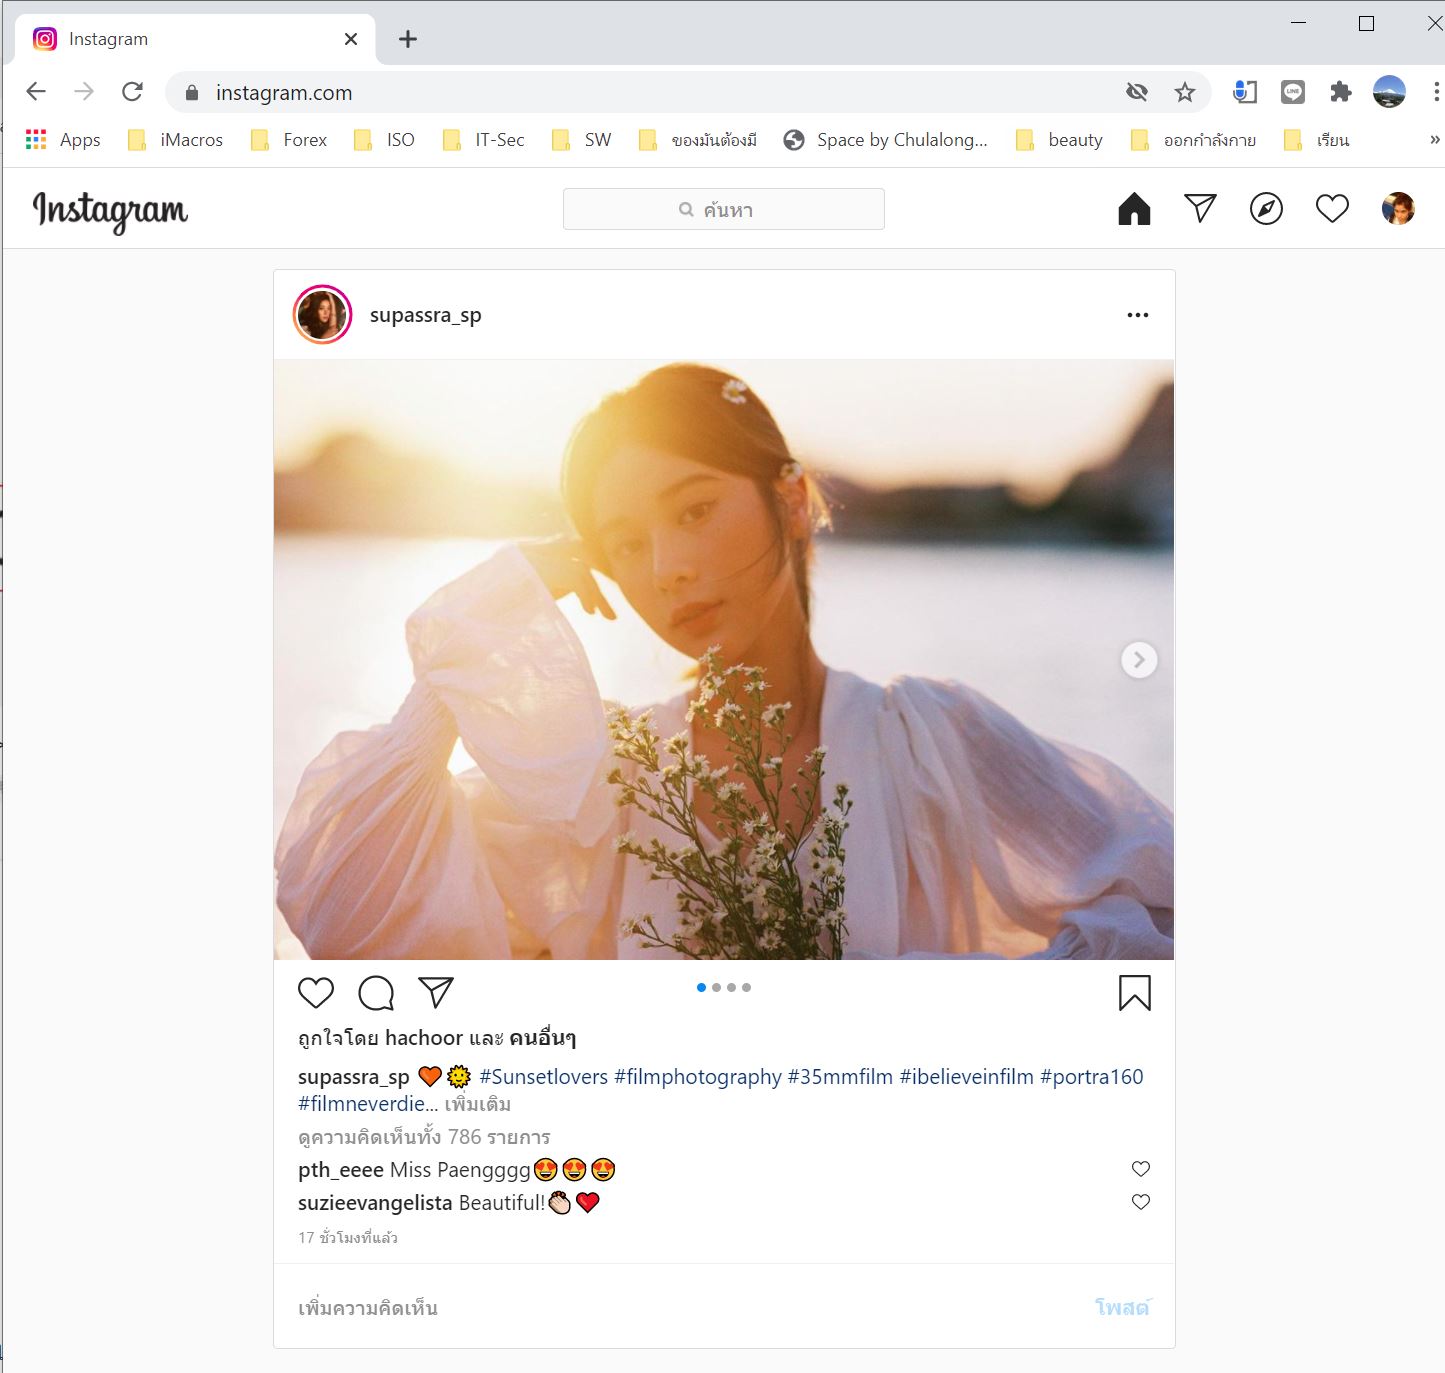 Instagram
instagram.com
Apps iMacros Forex ISO IT-Sec SW ของมันต้องมี Space by Chulalong... beauty ออกกำลังกาย เรียน »
Instagram ค้นหา
supassra_sp
ถูกใจโดย hachoor และ คนอื่นๆ
supassra_sp 🧡🌞 #Sunsetlovers #filmphotography #35mmfilm #ibelieveinfilm #portra160
#filmneverdie... เพิ่มเติม
ดูความคิดเห็นทั้ง 786 รายการ
pth_eeee Miss Paengggg😍😍😍
suzieevangelista Beautiful!👏🏻❤️
17 ชั่วโมงที่แล้ว
เพิ่มความคิดเห็น โพสต์